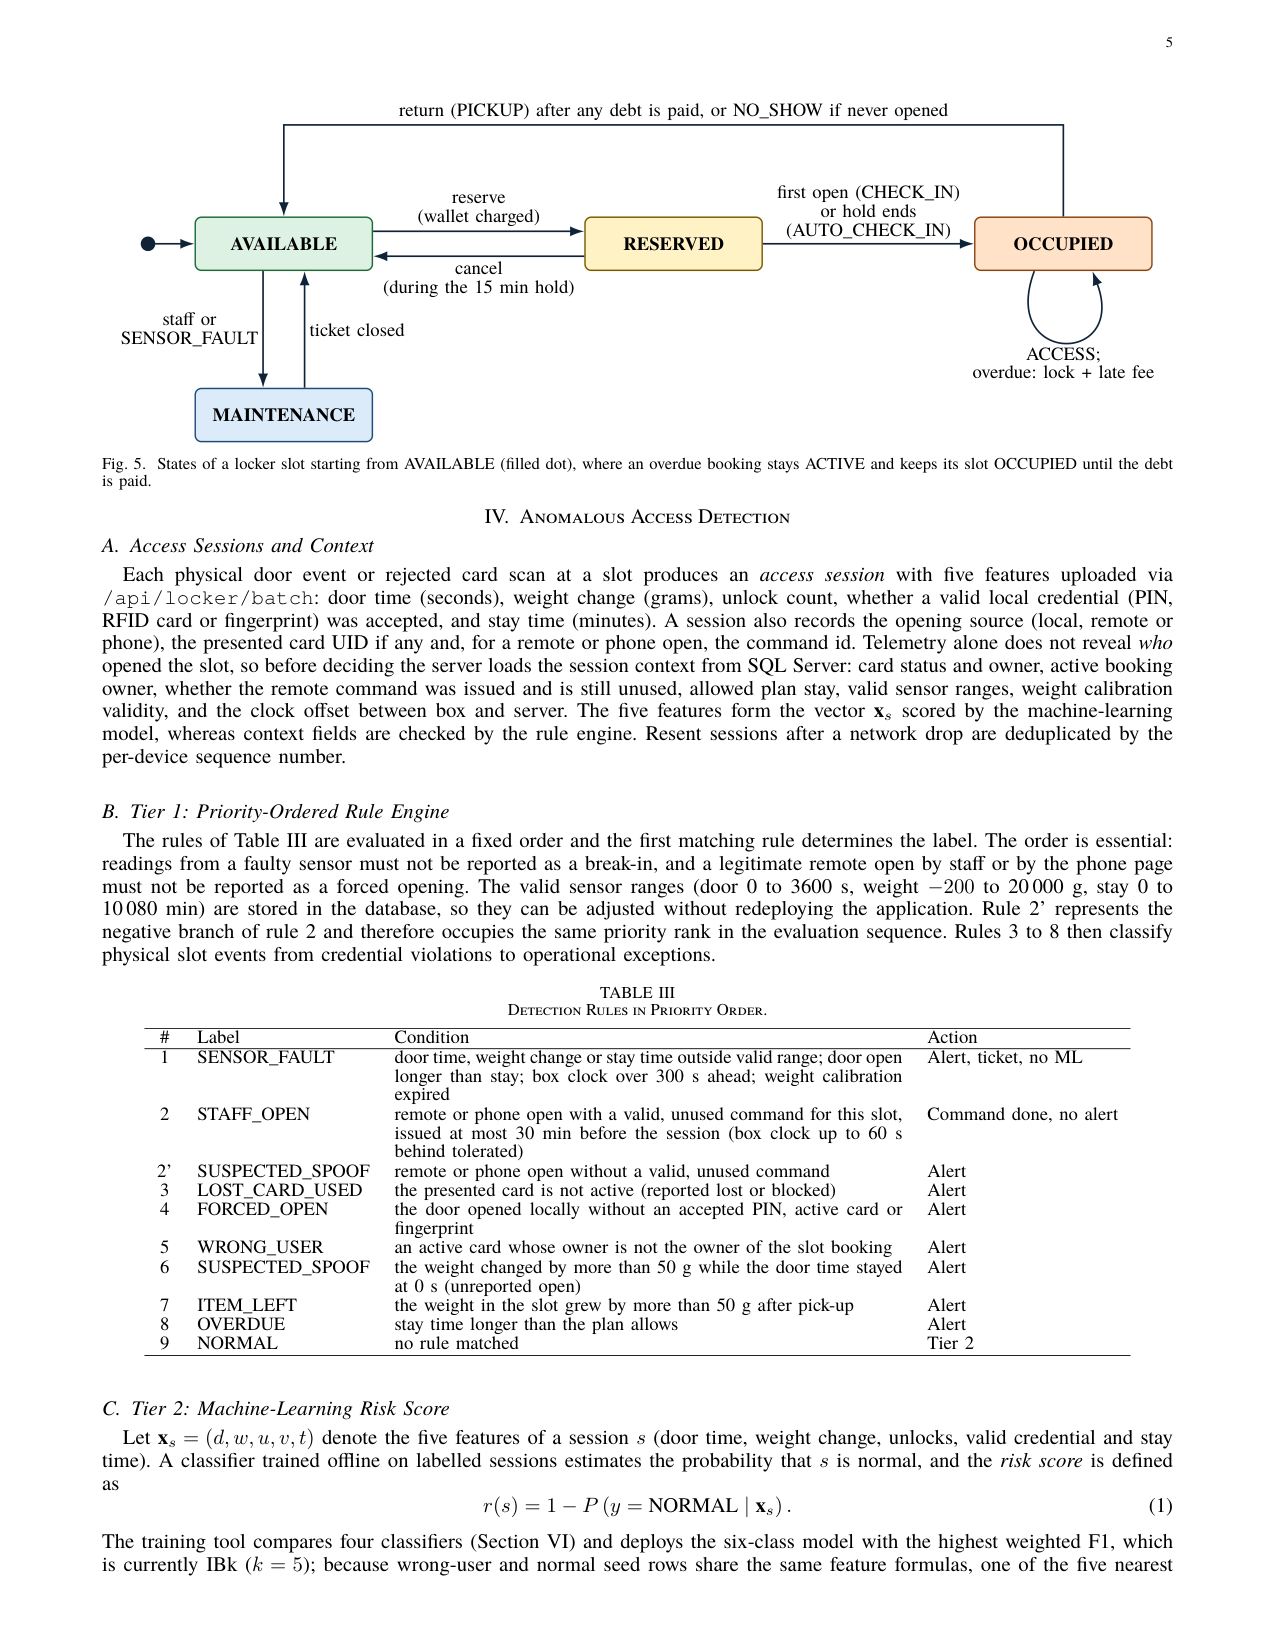 5
return (PICKUP) after any debt is paid, or NO_SHOW if never opened
reserve
(wallet charged)
first open (CHECK_IN)
or hold ends
(AUTO_CHECK_IN)
AVAILABLE
RESERVED
OCCUPIED
cancel
(during the 15 min hold)
staff or
SENSOR_FAULT
ticket closed
ACCESS;
overdue: lock + late fee
MAINTENANCE
Fig. 5. States of a locker slot starting from AVAILABLE (filled dot), where an overdue booking stays ACTIVE and keeps its slot OCCUPIED until the debt
is paid.
IV. Anomalous Access Detection
A. Access Sessions and Context
Each physical door event or rejected card scan at a slot produces an access session with five features uploaded via
/api/locker/batch: door time (seconds), weight change (grams), unlock count, whether a valid local credential (PIN,
RFID card or fingerprint) was accepted, and stay time (minutes). A session also records the opening source (local, remote or
phone), the presented card UID if any and, for a remote or phone open, the command id. Telemetry alone does not reveal who
opened the slot, so before deciding the server loads the session context from SQL Server: card status and owner, active booking
owner, whether the remote command was issued and is still unused, allowed plan stay, valid sensor ranges, weight calibration
validity, and the clock offset between box and server. The five features form the vector xₛ scored by the machine-learning
model, whereas context fields are checked by the rule engine. Resent sessions after a network drop are deduplicated by the
per-device sequence number.
B. Tier 1: Priority-Ordered Rule Engine
The rules of Table III are evaluated in a fixed order and the first matching rule determines the label. The order is essential:
readings from a faulty sensor must not be reported as a break-in, and a legitimate remote open by staff or by the phone page
must not be reported as a forced opening. The valid sensor ranges (door 0 to 3600 s, weight −200 to 20 000 g, stay 0 to
10 080 min) are stored in the database, so they can be adjusted without redeploying the application. Rule 2' represents the
negative branch of rule 2 and therefore occupies the same priority rank in the evaluation sequence. Rules 3 to 8 then classify
physical slot events from credential violations to operational exceptions.
TABLE III
Detection Rules in Priority Order.
# Label Condition Action
1 SENSOR_FAULT door time, weight change or stay time outside valid range; door open Alert, ticket, no ML
longer than stay; box clock over 300 s ahead; weight calibration
expired
2 STAFF_OPEN remote or phone open with a valid, unused command for this slot, Command done, no alert
issued at most 30 min before the session (box clock up to 60 s
behind tolerated)
2' SUSPECTED_SPOOF remote or phone open without a valid, unused command Alert
3 LOST_CARD_USED the presented card is not active (reported lost or blocked) Alert
4 FORCED_OPEN the door opened locally without an accepted PIN, active card or Alert
fingerprint
5 WRONG_USER an active card whose owner is not the owner of the slot booking Alert
6 SUSPECTED_SPOOF the weight changed by more than 50 g while the door time stayed Alert
at 0 s (unreported open)
7 ITEM_LEFT the weight in the slot grew by more than 50 g after pick-up Alert
8 OVERDUE stay time longer than the plan allows Alert
9 NORMAL no rule matched Tier 2
C. Tier 2: Machine-Learning Risk Score
Let xₛ = (d, w, u, v, t) denote the five features of a session s (door time, weight change, unlocks, valid credential and stay
time). A classifier trained offline on labelled sessions estimates the probability that s is normal, and the risk score is defined
as
r(s) = 1 − P (y = NORMAL | xₛ) . (1)
The training tool compares four classifiers (Section VI) and deploys the six-class model with the highest weighted F1, which
is currently IBk (k = 5); because wrong-user and normal seed rows share the same feature formulas, one of the five nearest